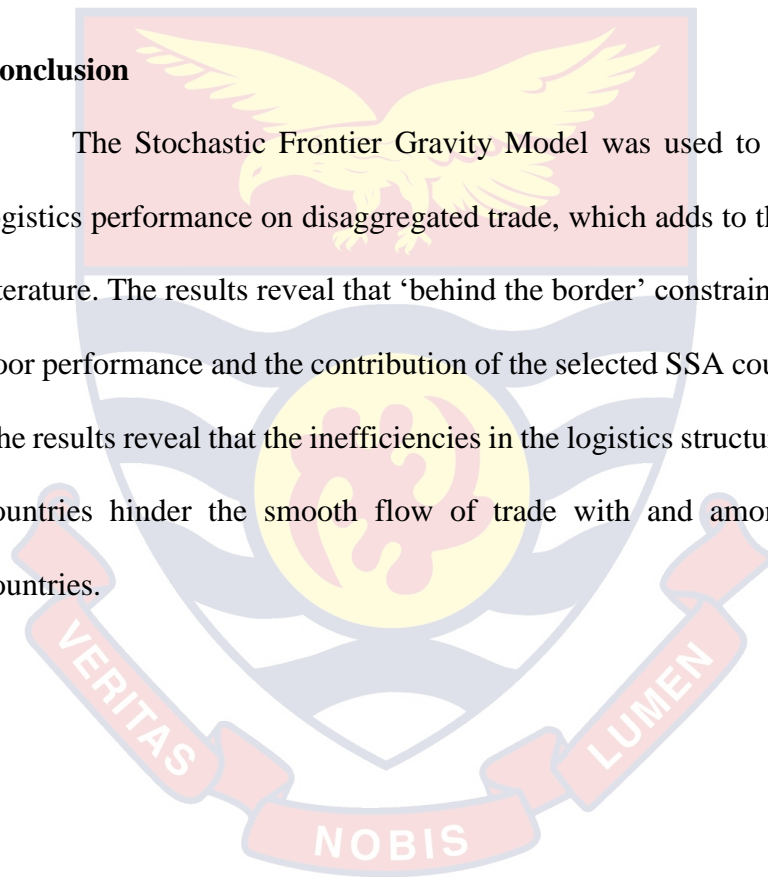 onclusion
The Stochastic Frontier Gravity Model was used to
gistics performance on disaggregated trade, which adds to th
terature. The results reveal that ‘behind the border’ constrain
oor performance and the contribution of the selected SSA cou
he results reveal that the inefficiencies in the logistics structu
ountries hinder the smooth flow of trade with and amon
ountries.
VERITAS
NOBIS
LUMEN